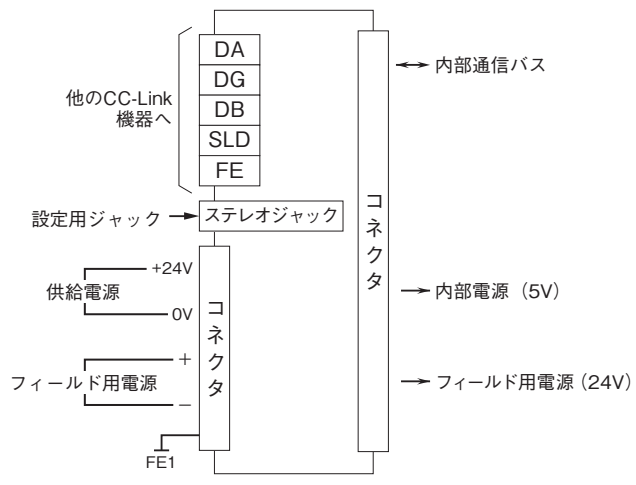 DA
DG
DB
SLD
FE
他のCC-Link
機器へ
設定用ジャック
ステレオジャック
+24V
供給電源
0V
+
フィールド用電源
−
FE1
コネクタ
コネクタ
内部通信バス
内部電源（5V）
フィールド用電源（24V）